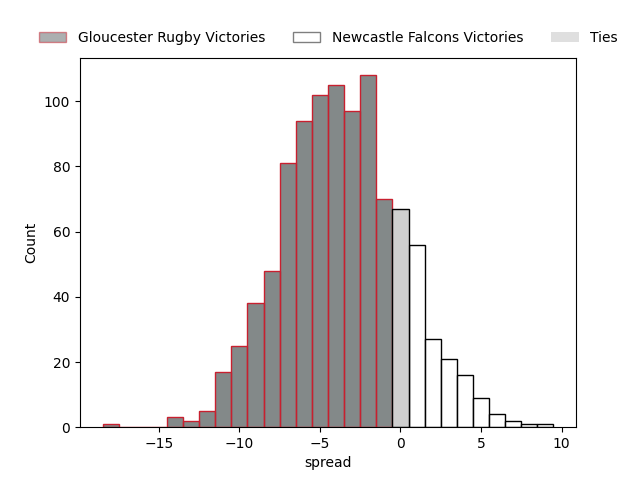 Gloucester Rugby Victories
Newcastle Falcons Victories
Ties
Count
100
80
60
40
20
0
−15
−10
−5
0
5
10
spread